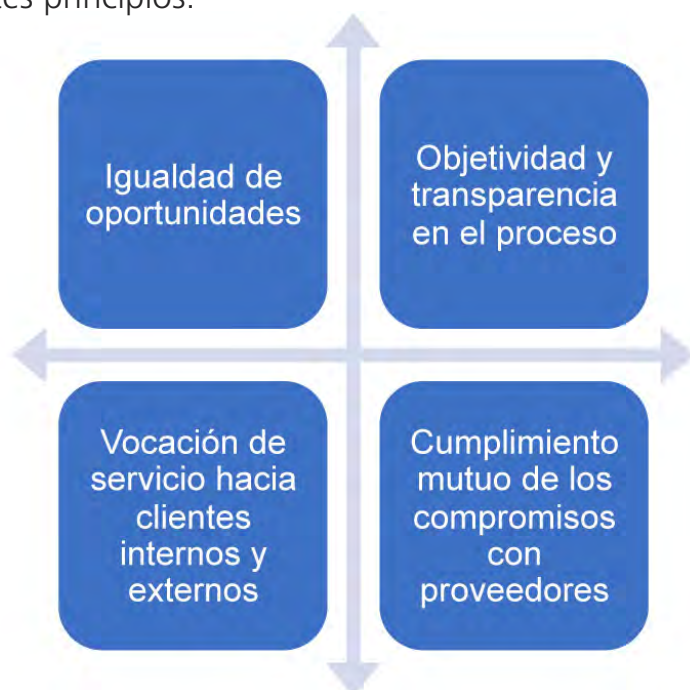 principios:
Igualdad de
oportunidades
Objetividad y
transparencia
en el proceso
Vocación de
servicio hacia
clientes
internos y
externos
Cumplimiento
mutuo de los
compromisos
con
proveedores